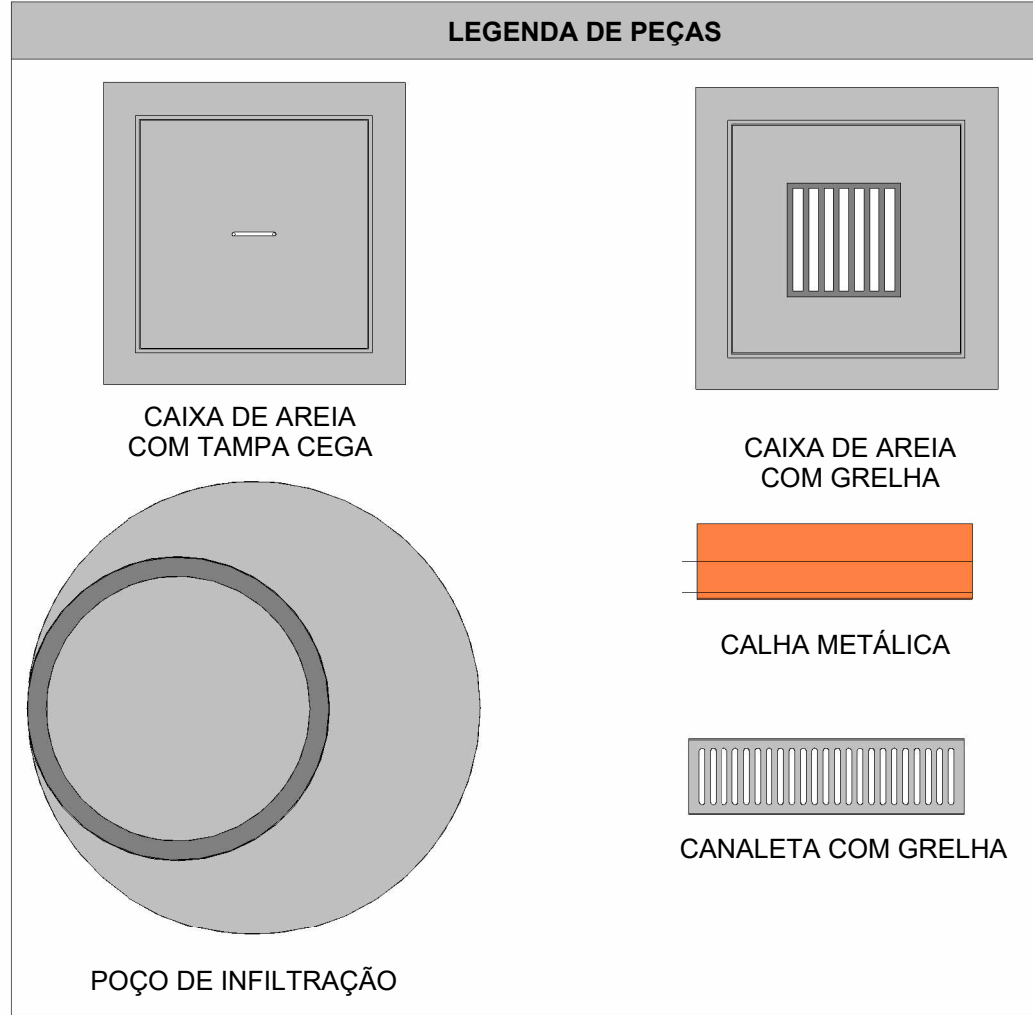 LEGENDA DE PEÇAS
CAIXA DE AREIA
COM TAMPA CEGA
CAIXA DE AREIA
COM GRELHA
CALHA METÁLICA
CANALETA COM GRELHA
POÇO DE INFILTRAÇÃO